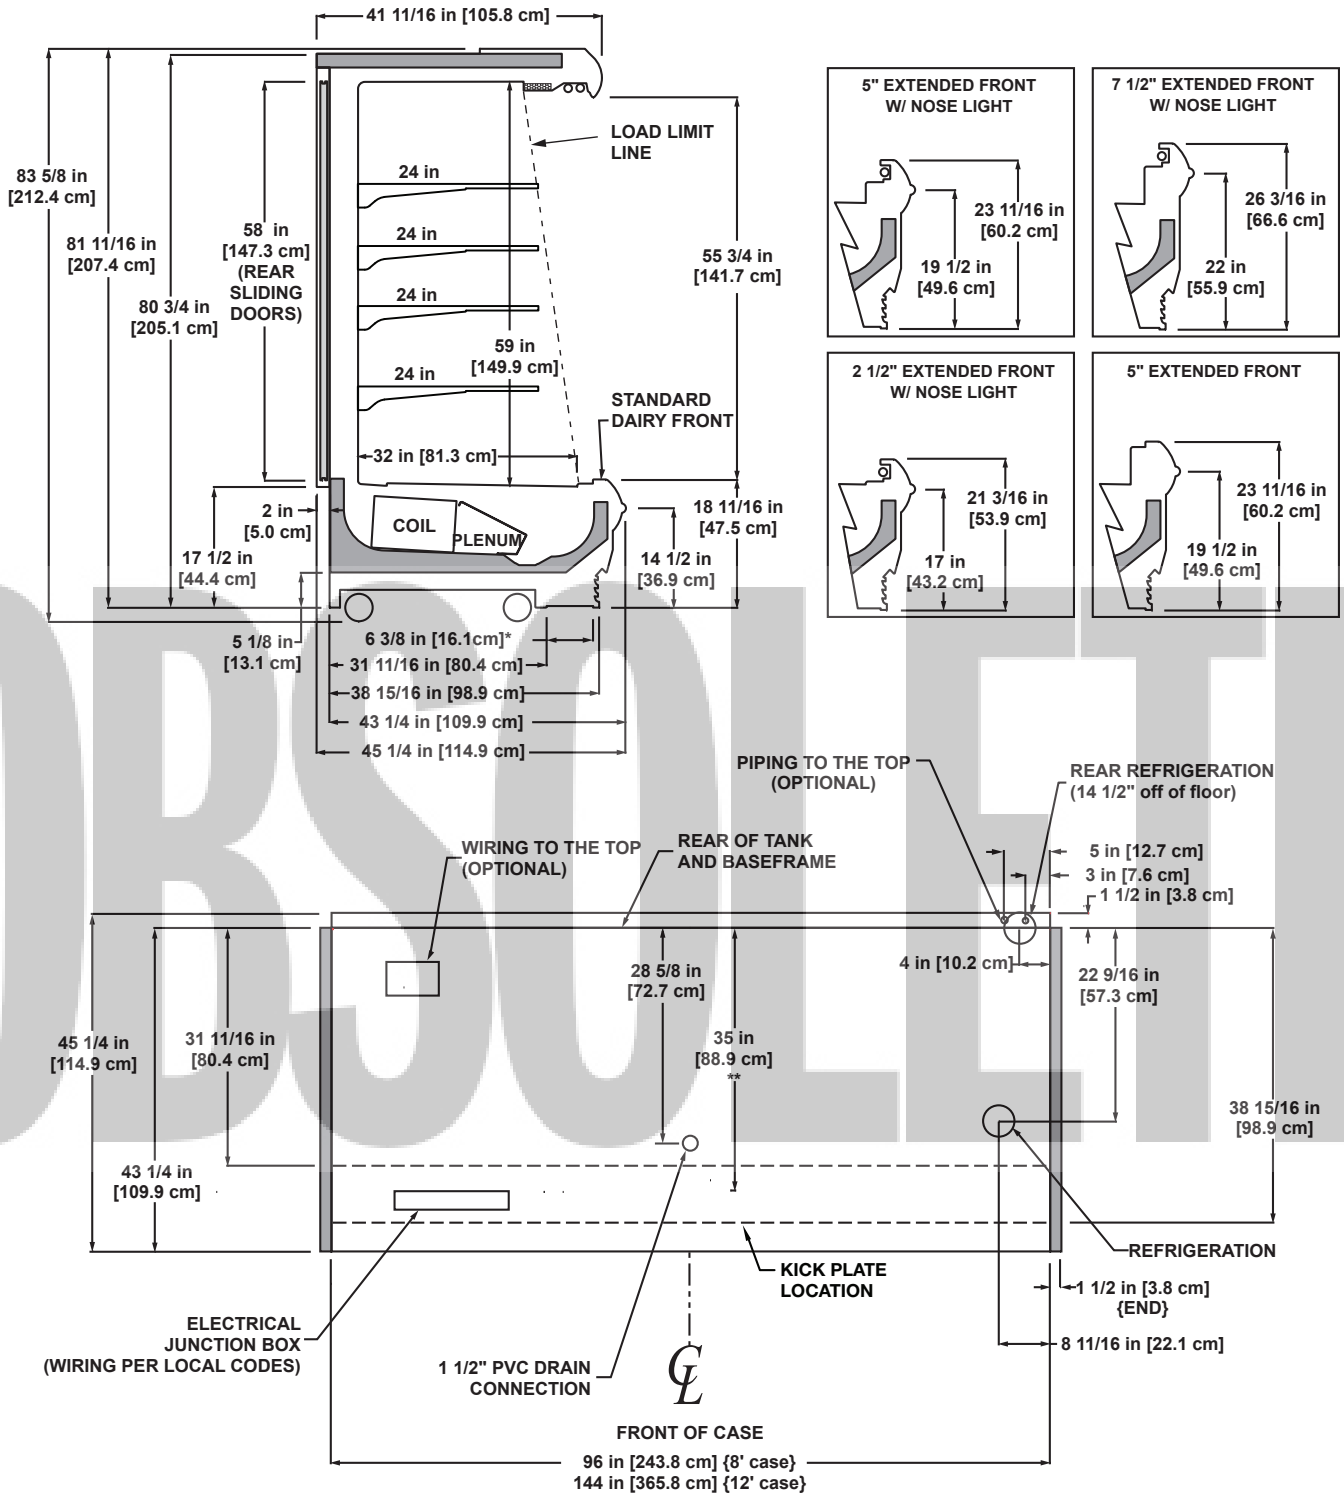 41 11/16 in [105.8 cm]
83 5/8 in
[212.4 cm]
81 11/16 in
[207.4 cm]
80 3/4 in
[205.1 cm]
58 in
[147.3 cm]
(REAR
SLIDING
DOORS)
24 in
24 in
24 in
24 in
LOAD LIMIT
LINE
59 in
[149.9 cm]
55 3/4 in
[141.7 cm]
STANDARD
DAIRY FRONT
32 in [81.3 cm]
2 in
[5.0 cm]
COIL
PLENUM
18 11/16 in
[47.5 cm]
17 1/2 in
[44.4 cm]
14 1/2 in
[36.9 cm]
5 1/8 in
[13.1 cm]
6 3/8 in [16.1cm]*
31 11/16 in [80.4 cm]
38 15/16 in [98.9 cm]
43 1/4 in [109.9 cm]
45 1/4 in [114.9 cm]
5" EXTENDED FRONT
W/ NOSE LIGHT
23 11/16 in
[60.2 cm]
19 1/2 in
[49.6 cm]
7 1/2" EXTENDED FRONT
W/ NOSE LIGHT
26 3/16 in
[66.6 cm]
22 in
[55.9 cm]
2 1/2" EXTENDED FRONT
W/ NOSE LIGHT
21 3/16 in
[53.9 cm]
17 in
[43.2 cm]
5" EXTENDED FRONT
23 11/16 in
[60.2 cm]
19 1/2 in
[49.6 cm]
OBSOLETE
PIPING TO THE TOP
(OPTIONAL)
REAR REFRIGERATION
(14 1/2" off of floor)
WIRING TO THE TOP
(OPTIONAL)
REAR OF TANK
AND BASEFRAME
5 in [12.7 cm]
3 in [7.6 cm]
1 1/2 in [3.8 cm]
4 in [10.2 cm]
28 5/8 in
[72.7 cm]
22 9/16 in
[57.3 cm]
45 1/4 in
[114.9 cm]
31 11/16 in
[80.4 cm]
35 in
[88.9 cm]
**
38 15/16 in
[98.9 cm]
43 1/4 in
[109.9 cm]
REFRIGERATION
KICK PLATE
LOCATION
1 1/2 in [3.8 cm]
{END}
ELECTRICAL
JUNCTION BOX
(WIRING PER LOCAL CODES)
8 11/16 in [22.1 cm]
1 1/2" PVC DRAIN
CONNECTION
CL
FRONT OF CASE
96 in [243.8 cm] {8' case}
144 in [365.8 cm] {12' case}